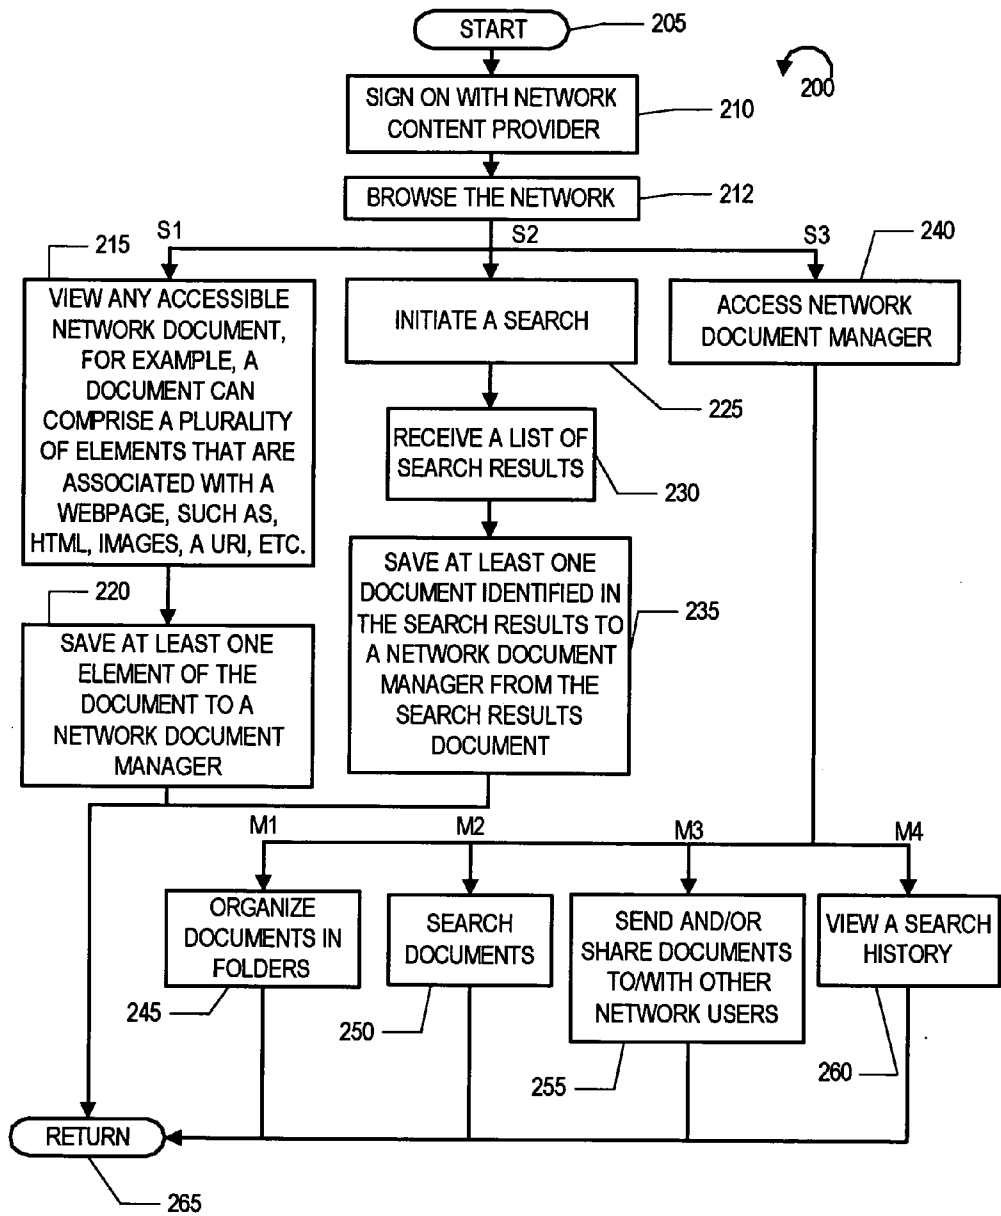 START
205
200
SIGN ON WITH NETWORK
CONTENT PROVIDER
210
BROWSE THE NETWORK
212
S1
S2
S3
215
240
VIEW ANY ACCESSIBLE
NETWORK DOCUMENT,
FOR EXAMPLE, A
DOCUMENT CAN
COMPRISE A PLURALITY
OF ELEMENTS THAT ARE
ASSOCIATED WITH A
WEBPAGE, SUCH AS,
HTML, IMAGES, A URI, ETC.
INITIATE A SEARCH
225
ACCESS NETWORK
DOCUMENT MANAGER
RECEIVE A LIST OF
SEARCH RESULTS
230
220
SAVE AT LEAST ONE
ELEMENT OF THE
DOCUMENT TO A
NETWORK DOCUMENT
MANAGER
SAVE AT LEAST ONE
DOCUMENT IDENTIFIED IN
THE SEARCH RESULTS TO
A NETWORK DOCUMENT
MANAGER FROM THE
SEARCH RESULTS
DOCUMENT
235
M1
M2
M3
M4
ORGANIZE
DOCUMENTS IN
FOLDERS
245
SEARCH
DOCUMENTS
250
SEND AND/OR
SHARE DOCUMENTS
TO/WITH OTHER
NETWORK USERS
255
VIEW A SEARCH
HISTORY
260
RETURN
265